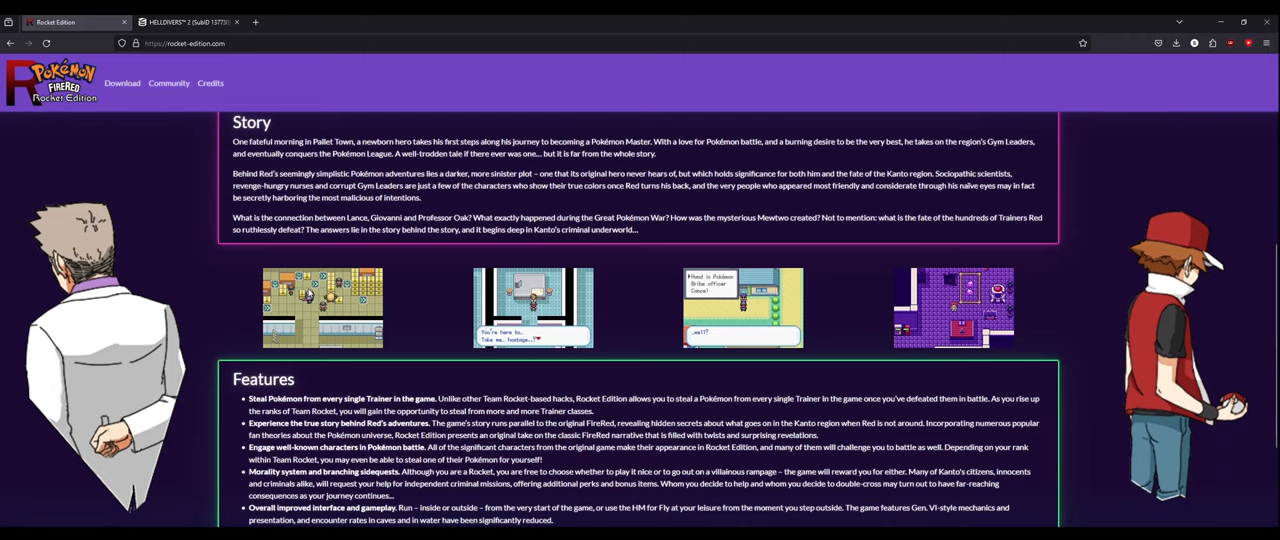 Rocket Edition
HELLDIVERS™ 2 (SubID 137730)
https://rocket-edition.com
POKéMON
FIRERED
Rocket Edition
Download Community Credits
Story
One fateful morning in Pallet Town, a newborn hero takes his first steps along his journey to becoming a Pokémon Master. With a love for Pokémon battle, and a burning desire to be the very best, he takes on the region's Gym Leaders,
and eventually conquers the Pokémon League. A well-trodden tale if there ever was one... but it is far from the whole story.
Behind Red's seemingly simplistic Pokémon adventures lies a darker, more sinister plot – one that its original hero never hears of, but which holds significance for both him and the fate of the Kanto region. Sociopathic scientists,
revenge-hungry nurses and corrupt Gym Leaders are just a few of the characters who show their true colors once Red turns his back, and the very people who appeared most friendly and considerate through his naïve eyes may in fact
be secretly harboring the most malicious of intentions.
What is the connection between Lance, Giovanni and Professor Oak? What exactly happened during the Great Pokémon War? How was the mysterious Mewtwo created? Not to mention: what is the fate of the hundreds of Trainers Red
so ruthlessly defeat? The answers lie in the story behind the story, and it begins deep in Kanto's criminal underworld...
You're here to…
Take me… hostage..?
Hand in Pokémon
Bribe officer
Cancel
…well?
Features
• Steal Pokémon from every single Trainer in the game. Unlike other Team Rocket-based hacks, Rocket Edition allows you to steal a Pokémon from every single Trainer in the game once you've defeated them in battle. As you rise up
the ranks of Team Rocket, you will gain the opportunity to steal from more and more Trainer classes.
• Experience the true story behind Red's adventures. The game's story runs parallel to the original FireRed, revealing hidden secrets about what goes on in the Kanto region when Red is not around. Incorporating numerous popular
fan theories about the Pokémon universe, Rocket Edition presents an original take on the classic FireRed narrative that is filled with twists and surprising revelations.
• Engage well-known characters in Pokémon battle. All of the significant characters from the original game make their appearance in Rocket Edition, and many of them will challenge you to battle as well. Depending on your rank
within Team Rocket, you may even be able to steal one of their Pokémon for yourself!
• Morality system and branching sidequests. Although you are a Rocket, you are free to choose whether to play it nice or to go out on a villainous rampage – the game will reward you for either. Many of Kanto's citizens, innocents
and criminals alike, will request your help for independent criminal missions, offering additional perks and bonus items. Whom you decide to help and whom you decide to double-cross may turn out to have far-reaching
consequences as your journey continues...
• Overall improved interface and gameplay. Run – inside or outside – from the very start of the game, or use the HM for Fly at your leisure from the moment you step outside. The game features Gen. VI-style mechanics and
presentation, and encounter rates in caves and in water have been significantly reduced.